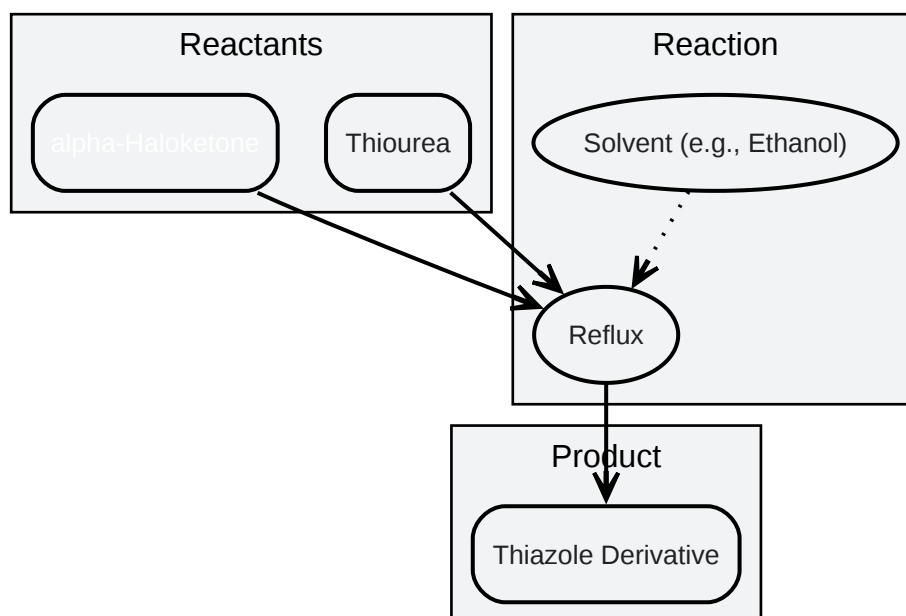 Reactants
alpha-Haloketone
Thiourea
Reaction
Solvent (e.g., Ethanol)
Reflux
Product
Thiazole Derivative